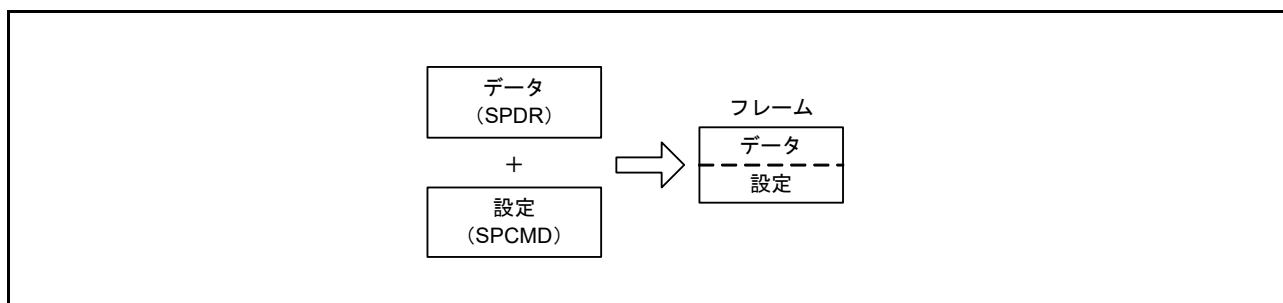 データ
（SPDR）
＋
設定
（SPCMD）
フレーム
データ
設定